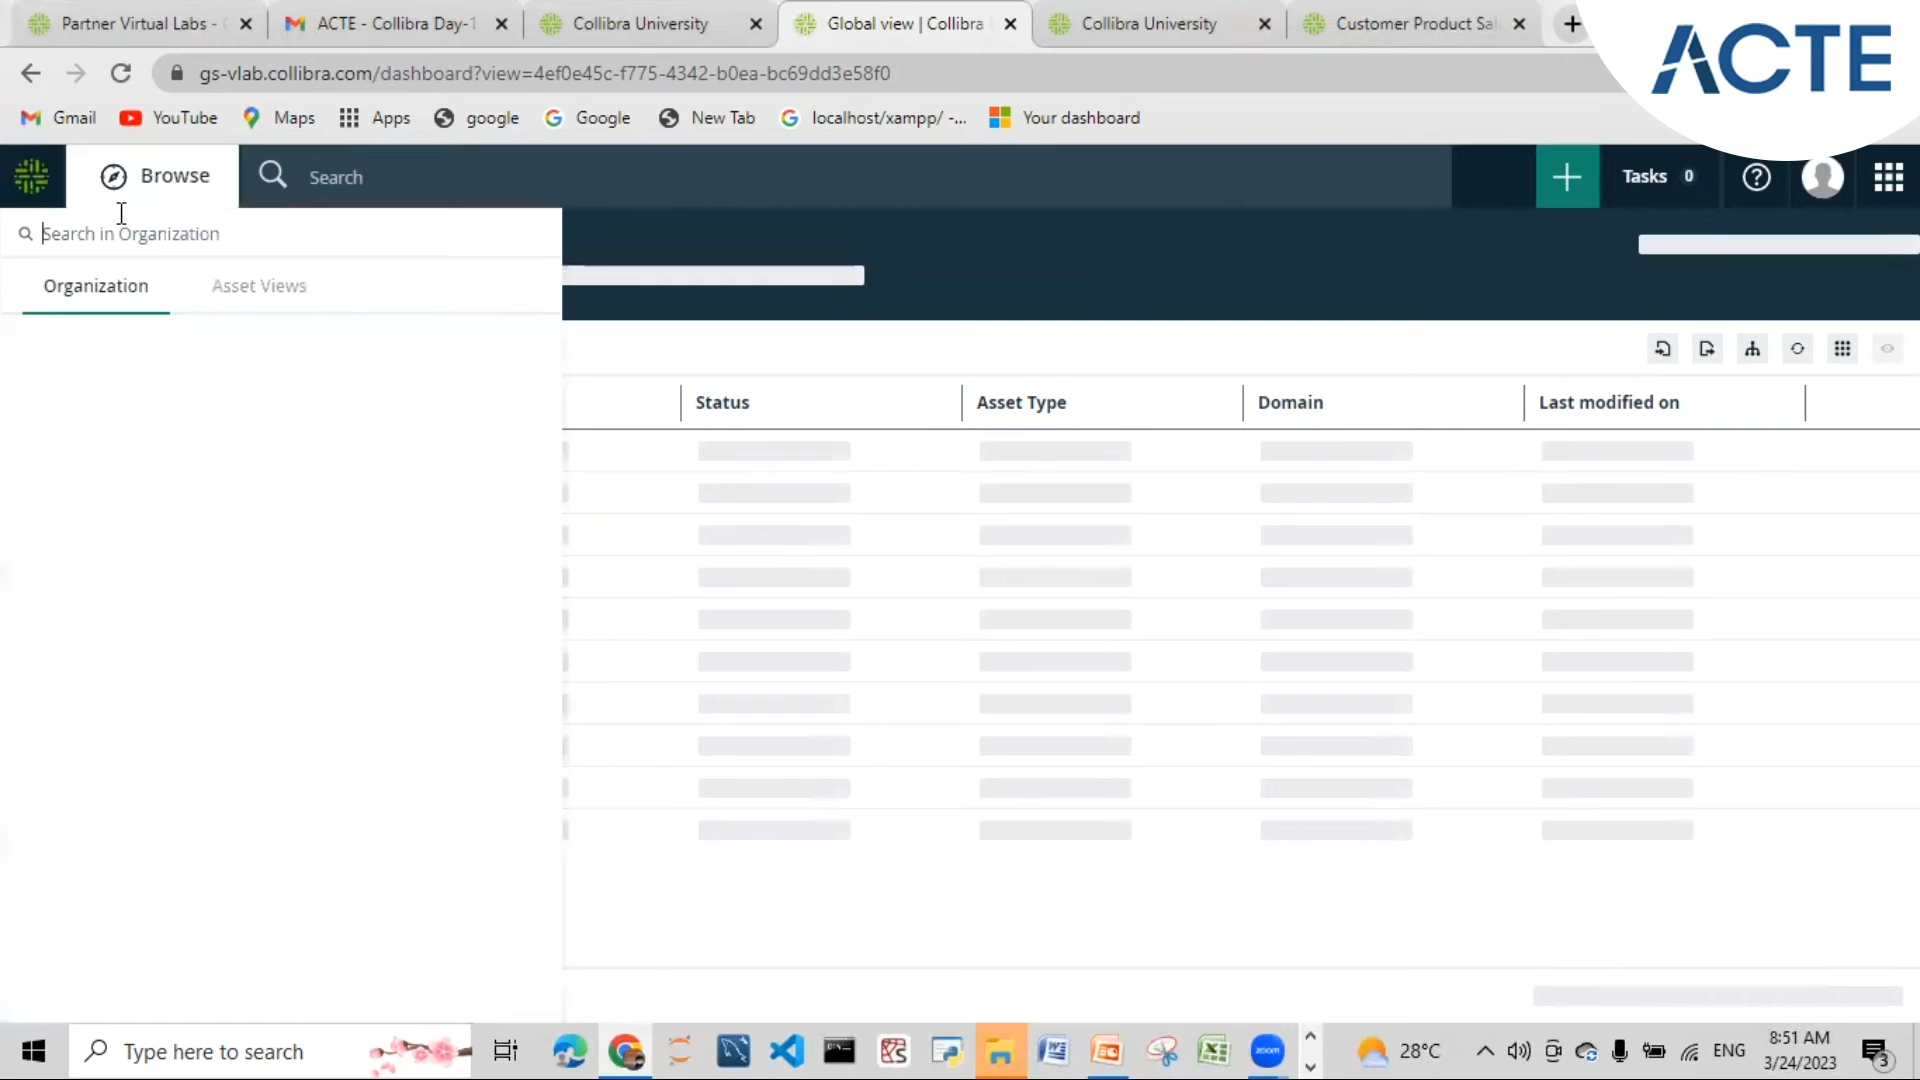 Partner Virtual Labs -
ACTE - Collibra Day-1
Collibra University
Global view | Collibra
Collibra University
Customer Product Sal
ACTE
gs-vlab.collibra.com/dashboard?view=4ef0e45c-f775-4342-b0ea-bc69dd3e58f0
Gmail
YouTube
Maps
Apps
google
Google
New Tab
localhost/xampp/ -...
Your dashboard
Browse
Search
Tasks 0
Search in Organization
Organization
Asset Views
Status
Asset Type
Domain
Last modified on
Type here to search
zoom
28°C
ENG
8:51 AM
3/24/2023
3